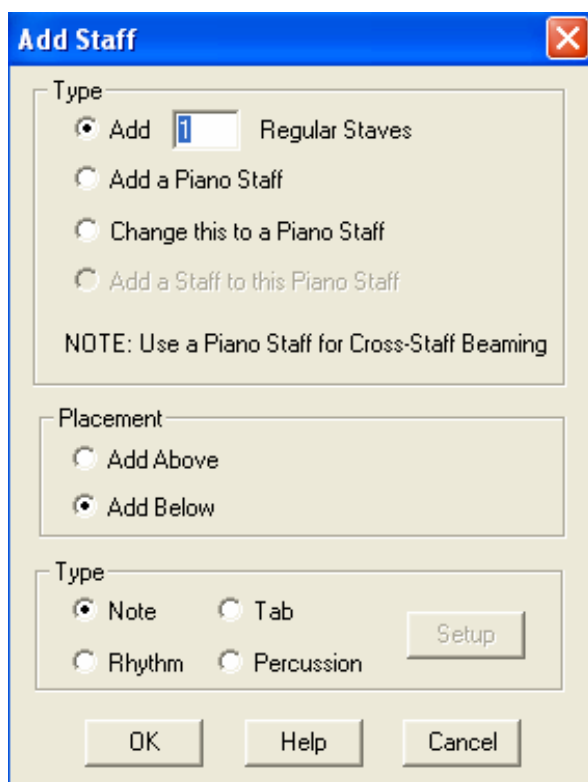 Add Staff
Type
Add 1 Regular Staves
Add a Piano Staff
Change this to a Piano Staff
Add a Staff to this Piano Staff
NOTE: Use a Piano Staff for Cross-Staff Beaming
Placement
Add Above
Add Below
Type
Note Tab
Setup
Rhythm Percussion
OK Help Cancel